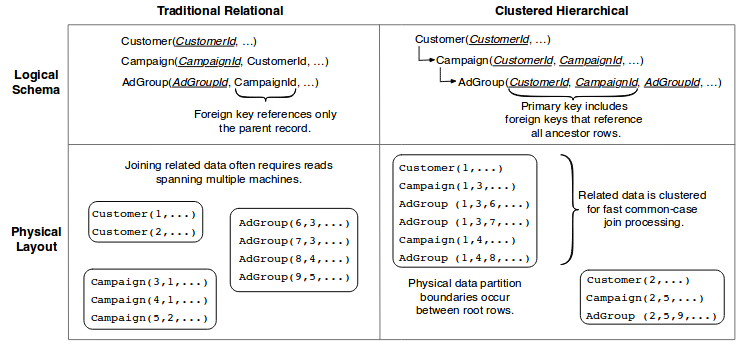 Traditional Relational
Clustered Hierarchical
Logical
Schema
Customer(CustomerId, ...)
Campaign(CampaignId, CustomerId, ...)
AdGroup(AdGroupId, CampaignId, ...)
Foreign key references only
the parent record.
Customer(CustomerId, ...)
Campaign(CustomerId, CampaignId, ...)
AdGroup(CustomerId, CampaignId, AdGroupId, ...)
Primary key includes
foreign keys that reference
all ancestor rows.
Physical
Layout
Joining related data often requires reads
spanning multiple machines.
Customer(1,...)
Customer(2,...)
AdGroup(6,3,...)
AdGroup(7,3,...)
AdGroup(8,4,...)
AdGroup(9,5,...)
Campaign(3,1,...)
Campaign(4,1,...)
Campaign(5,2,...)
Customer(1,...)
Campaign(1,3,...)
AdGroup (1,3,6,...)
AdGroup (1,3,7,...)
Campaign(1,4,...)
AdGroup (1,4,8,...)
Related data is clustered
for fast common-case
join processing.
Physical data partition
boundaries occur
between root rows.
Customer(2,...)
Campaign(2,5,...)
AdGroup (2,5,9,...)